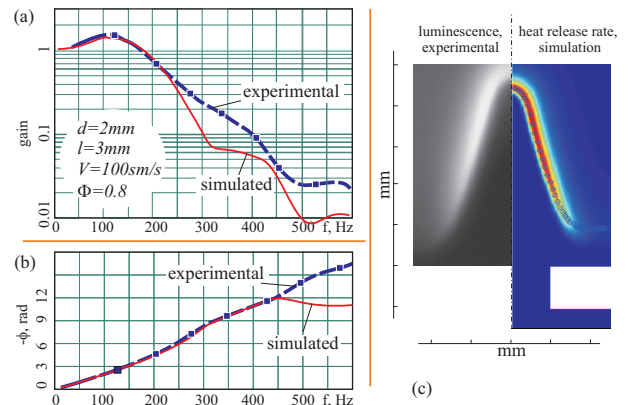 (a)
1
0.1
0.01
gain
experimental
simulated
d=2mm
l=3mm
V=100sm/s
Φ=0.8
0 100 200 300 400 500 f, Hz
(b)
12
9
6
3
0
-ϕ, rad
experimental
simulated
0 100 200 300 400 500 f, Hz
luminescence,
experimental
heat release rate,
simulation
mm
mm
(c)